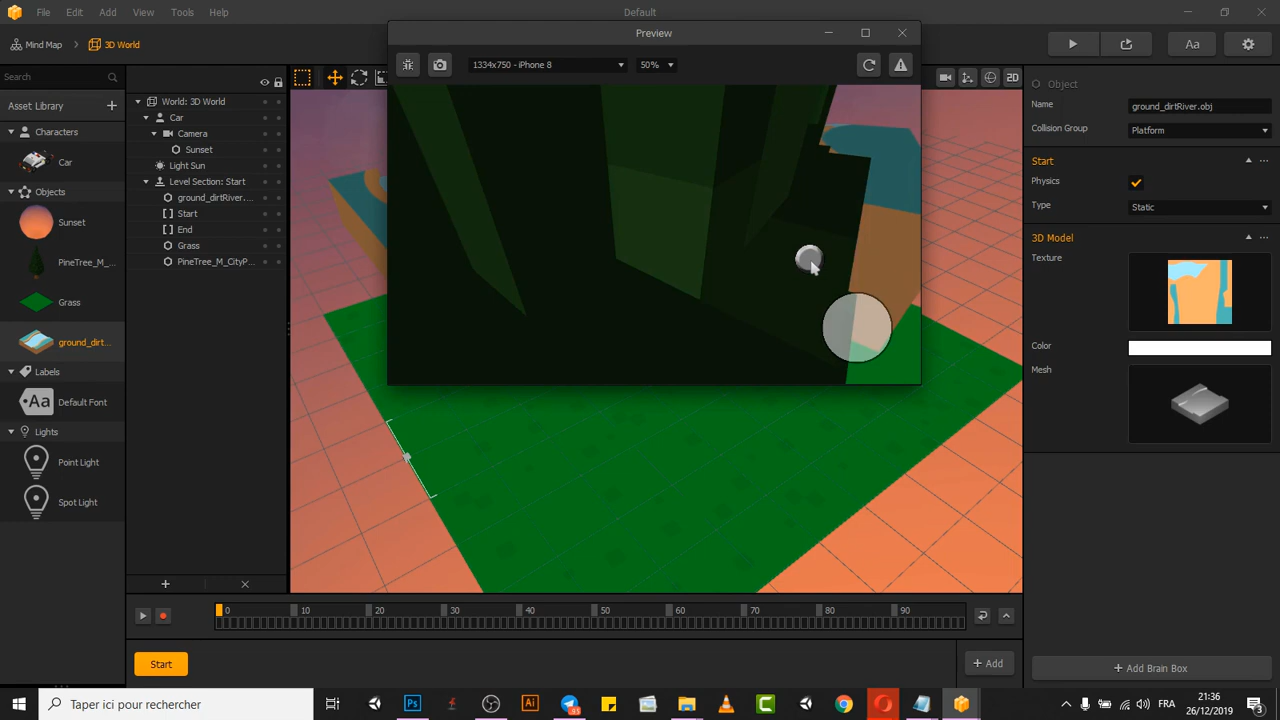 File Edit Add View Tools Help
Default
Mind Map 3D World
Aa
Preview
1334x750 - iPhone 8 50%
Search
2D
Asset Library
Characters
Car
Objects
Sunset
PineTree_M_...
Grass
ground_dirt...
Labels
Aa Default Font
Lights
Point Light
Spot Light
World: 3D World
Car
Camera
Sunset
Light Sun
Level Section: Start
ground_dirtRiver....
Start
End
Grass
PineTree_M_CityP...
Object
Name ground_dirtRiver.obj
Collision Group Platform
Start
Physics
Type Static
3D Model
Texture
Color
Mesh
0 10 20 30 40 50 60 70 80 90
Start
+ Add
+ Add Brain Box
Taper ici pour rechercher
Ps
Ai
FRA
21:36
26/12/2019